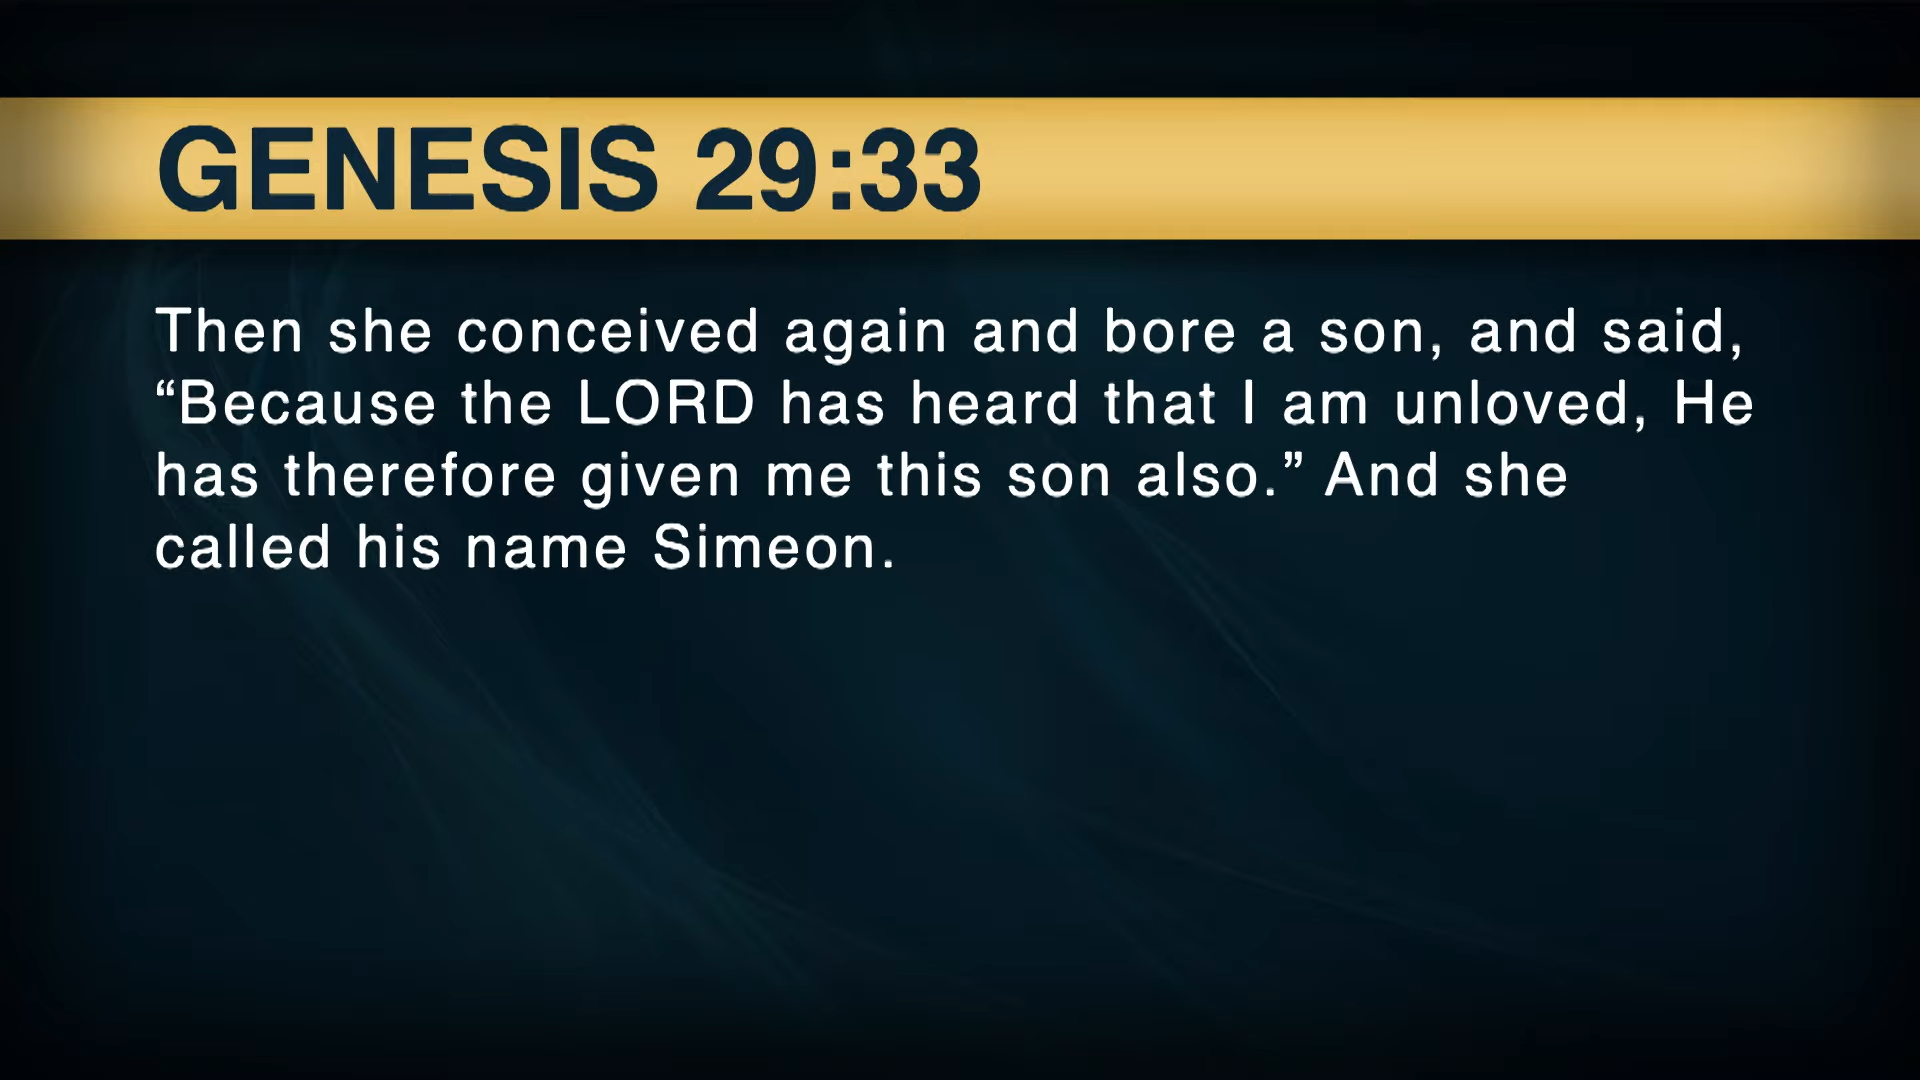 GENESIS 29:33
Then she conceived again and bore a son, and said,
“Because the LORD has heard that I am unloved, He
has therefore given me this son also.” And she
called his name Simeon.